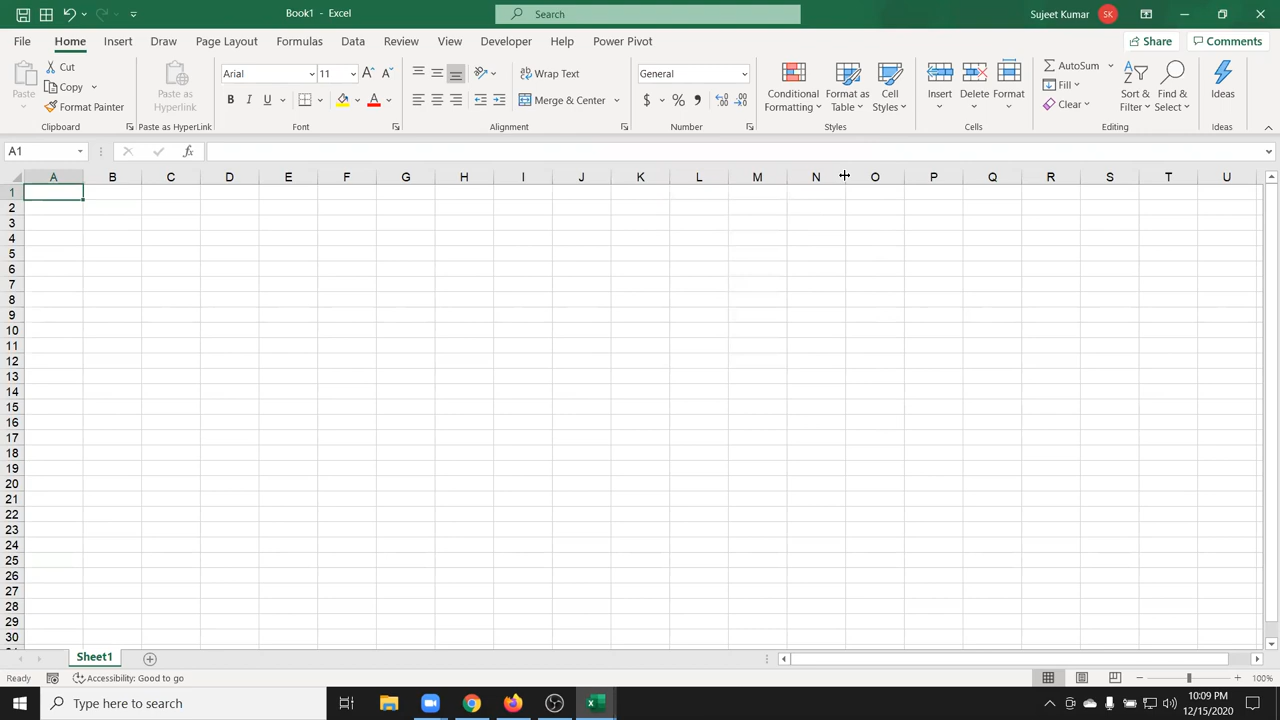 Book1 - Excel
Search
Sujeet Kumar
SK
File Home Insert Draw Page Layout Formulas Data Review View Developer Help Power Pivot
Share
Comments
Paste
Cut
Copy
Format Painter
Clipboard
Paste as Hyperlink
Paste as HyperLink
Arial
11
B I U
Font
Wrap Text
Merge & Center
Alignment
General
$ %
Number
Conditional Formatting
Format as Table
Cell Styles
Styles
Insert
Delete
Format
Cells
AutoSum
Fill
Clear
Sort & Filter
Find & Select
Editing
Ideas
Ideas
A1
fx
A B C D E F G H I J K L M N O P Q R S T U
1
2
3
4
5
6
7
8
9
10
11
12
13
14
15
16
17
18
19
20
21
22
23
24
25
26
27
28
29
30
Sheet1
Ready
Accessibility: Good to go
100%
Type here to search
10:09 PM
12/15/2020